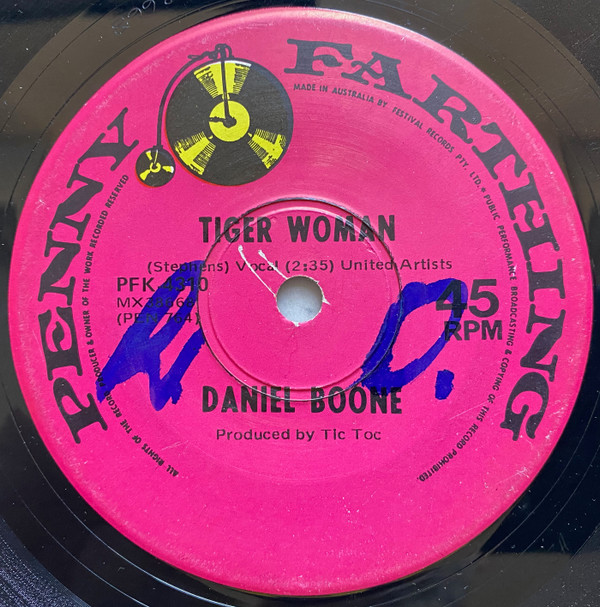 PENNY FARTHING
MADE IN AUSTRALIA BY FESTIVAL RECORDS PTY. LTD. PUBLIC PERFORMANCE BROADCASTING & COPYING OF THIS RECORD PROHIBITED.
ALL RIGHTS OF THE RECORD PRODUCER & OWNER OF THE WORK RECORDED RESERVED
TIGER WOMAN
(Stephens) Vocal (2:35) United Artists
45
RPM
DANIEL BOONE
Produced by Tic Toc